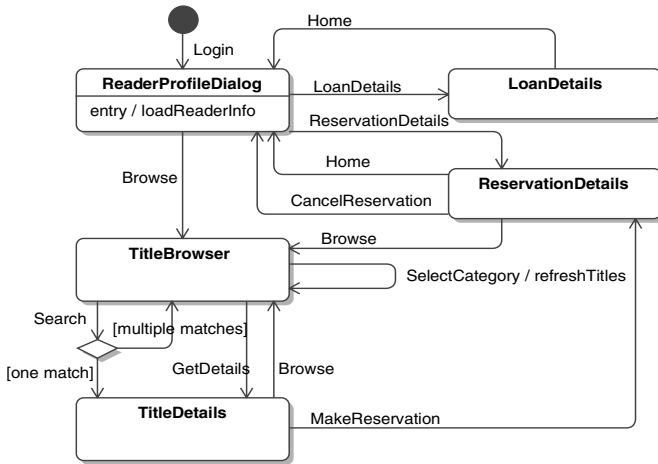 Home
Login
ReaderProfileDialog
LoanDetails
LoanDetails
entry / loadReaderInfo
ReservationDetails
Home
Browse
ReservationDetails
CancelReservation
Browse
TitleBrowser
SelectCategory / refreshTitles
Search
[multiple matches]
[one match]
GetDetails
Browse
TitleDetails
MakeReservation